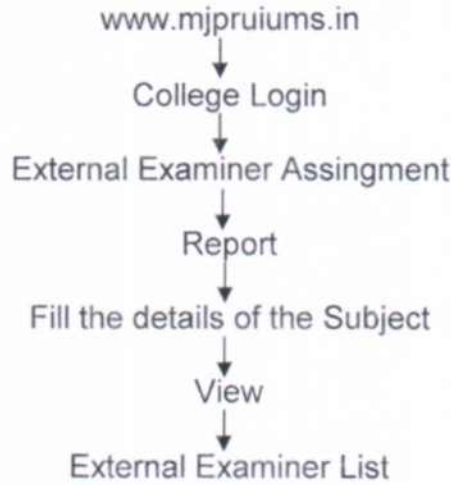 www.mjpruiums.in
College Login
External Examiner Assingment
Report
Fill the details of the Subject
View
External Examiner List